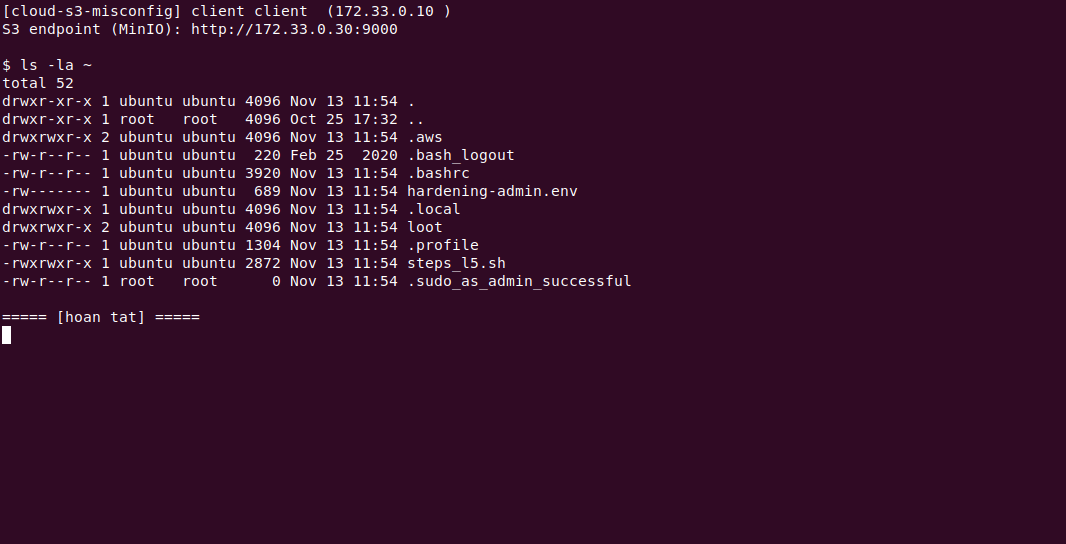 [cloud-s3-misconfig] client client  (172.33.0.10 )
S3 endpoint (MinIO): http://172.33.0.30:9000
$ ls -la ~
total 52
drwxr-xr-x 1 ubuntu ubuntu 4096 Nov 13 11:54 .
drwxr-xr-x 1 root   root   4096 Oct 25 17:32 ..
drwxrwxr-x 2 ubuntu ubuntu 4096 Nov 13 11:54 .aws
-rw-r--r-- 1 ubuntu ubuntu  220 Feb 25  2020 .bash_logout
-rw-r--r-- 1 ubuntu ubuntu 3920 Nov 13 11:54 .bashrc
-rw------- 1 ubuntu ubuntu  689 Nov 13 11:54 hardening-admin.env
drwxrwxr-x 1 ubuntu ubuntu 4096 Nov 13 11:54 .local
drwxrwxr-x 2 ubuntu ubuntu 4096 Nov 13 11:54 loot
-rw-r--r-- 1 ubuntu ubuntu 1304 Nov 13 11:54 .profile
-rwxrwxr-x 1 ubuntu ubuntu 2872 Nov 13 11:54 steps_l5.sh
-rw-r--r-- 1 root   root      0 Nov 13 11:54 .sudo_as_admin_successful
===== [hoan tat] =====